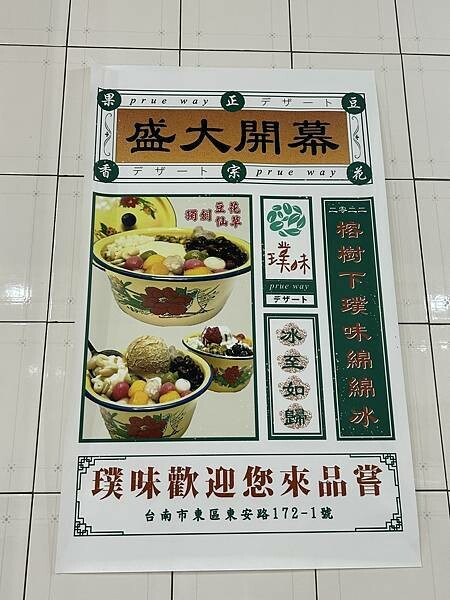 果 prue way 正 デザート 豆
盛大開幕
香 デザート 宗 prue way 花
獨創 豆花
仙草
璞味
prue way
デザート
冰至如歸
二零二二
榕樹下璞味綿綿冰
璞味歡迎您來品嘗
台南市東區東安路172-1號